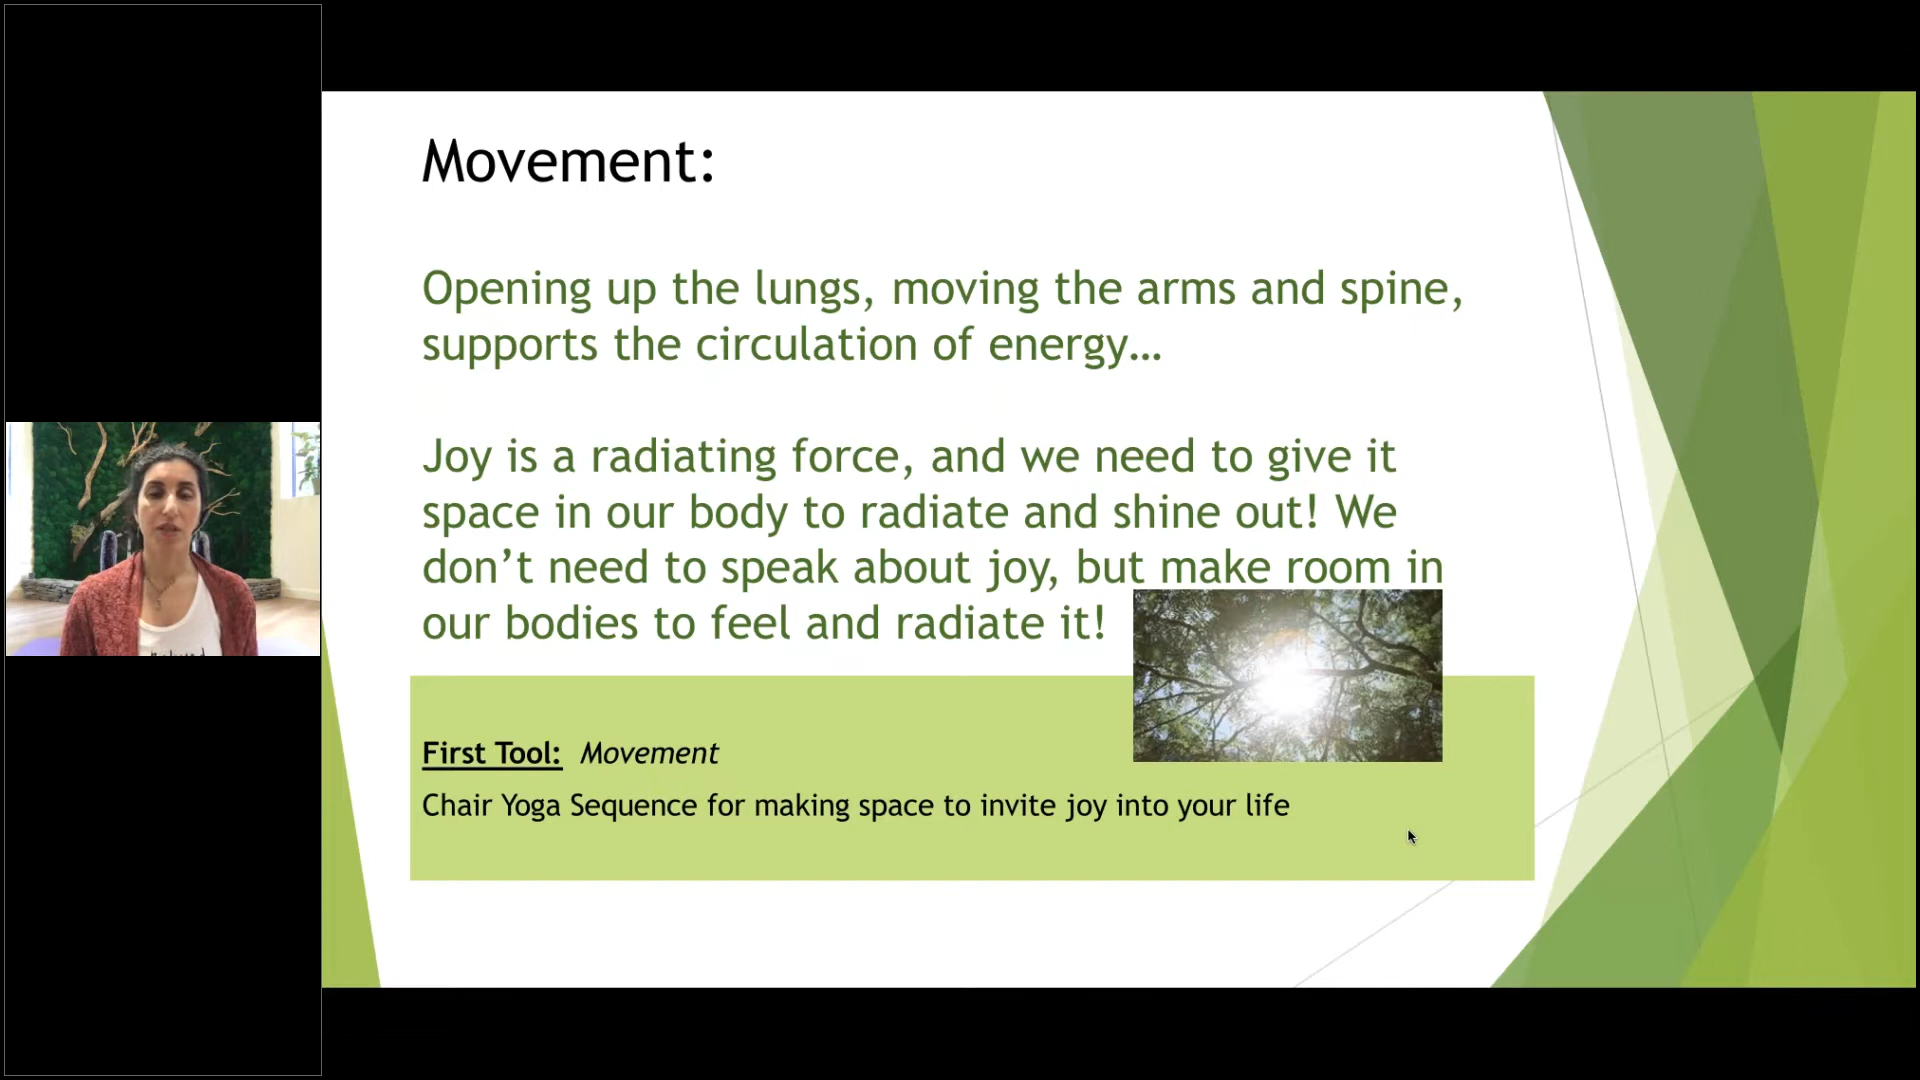 Movement:
Opening up the lungs, moving the arms and spine,
supports the circulation of energy…
Joy is a radiating force, and we need to give it
space in our body to radiate and shine out! We
don’t need to speak about joy, but make room in
our bodies to feel and radiate it!
First Tool: Movement
Chair Yoga Sequence for making space to invite joy into your life